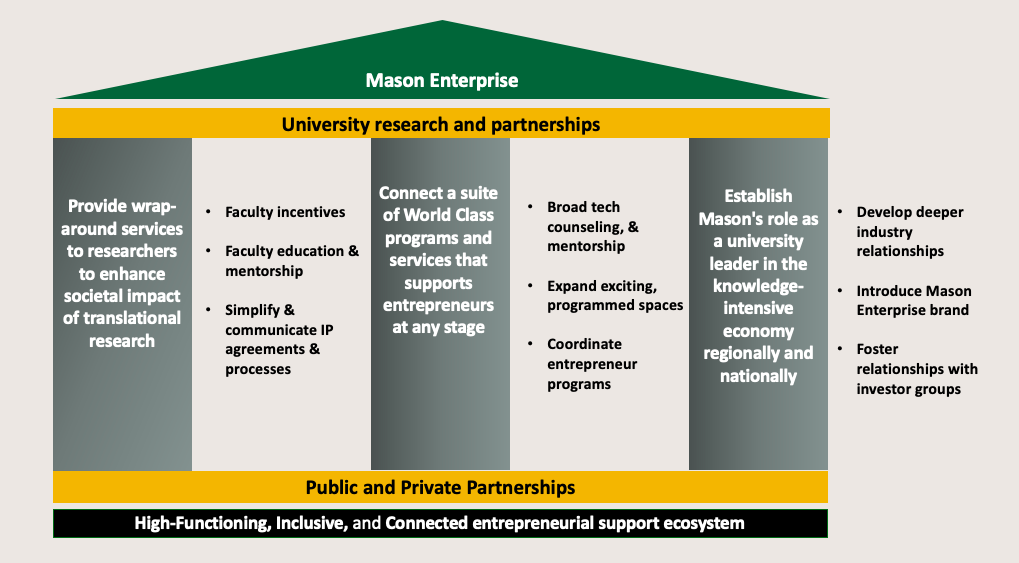 Mason Enterprise
University research and partnerships
Provide wrap-
around services
to researchers
to enhance
societal impact
of translational
research
• Faculty incentives
• Faculty education &
mentorship
• Simplify &
communicate IP
agreements &
processes
Connect a suite
of World Class
programs and
services that
supports
entrepreneurs
at any stage
• Broad tech
counseling, &
mentorship
• Expand exciting,
programmed spaces
• Coordinate
entrepreneur
programs
Establish
Mason's role as
a university
leader in the
knowledge-
intensive
economy
regionally and
nationally
• Develop deeper
industry
relationships
• Introduce Mason
Enterprise brand
• Foster
relationships with
investor groups
Public and Private Partnerships
High-Functioning, Inclusive, and Connected entrepreneurial support ecosystem